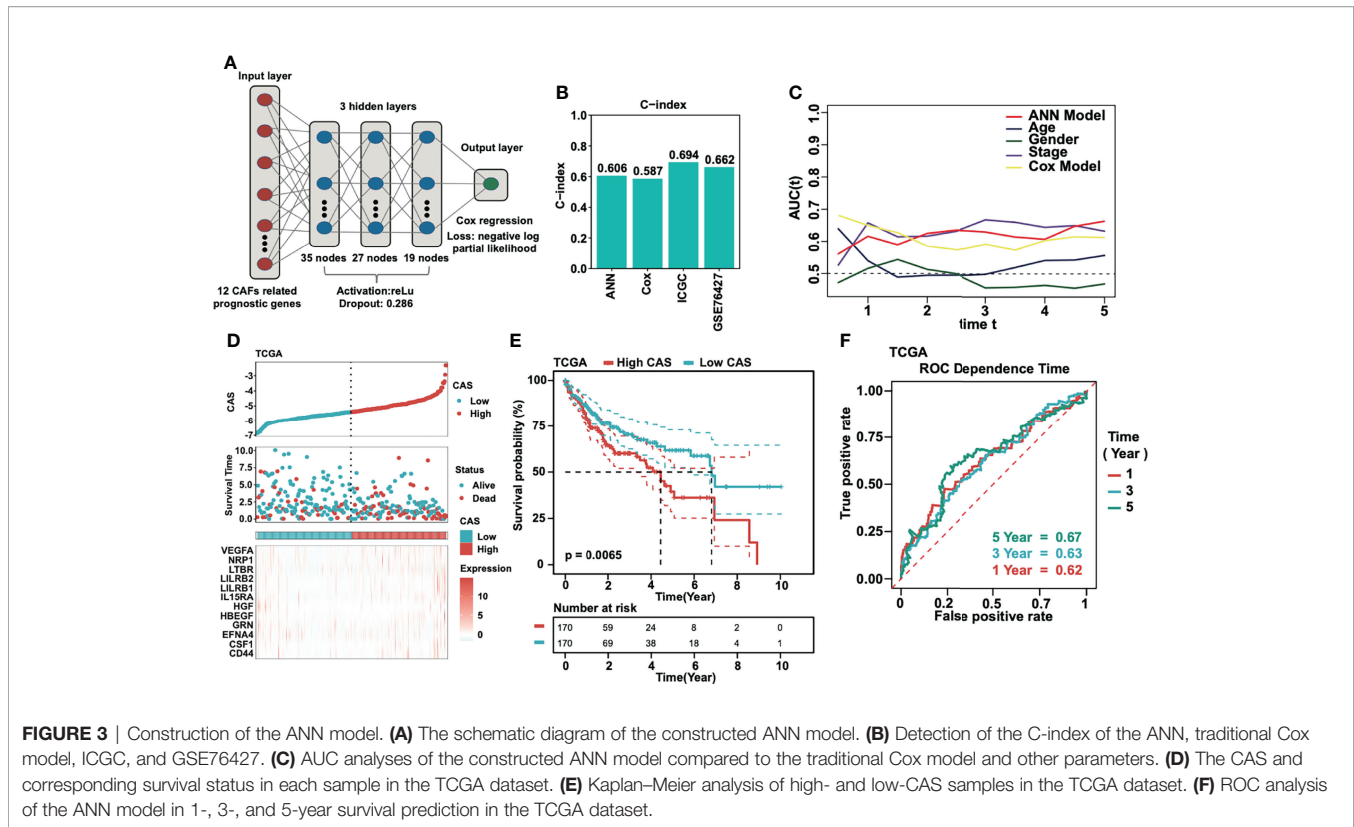 A
Input layer
3 hidden layers
Output layer
Cox regression
Loss: negative log
partial likelihood
35 nodes 27 nodes 19 nodes
12 CAFs related
prognostic genes
Activation:reLu
Dropout: 0.286
B
C-index
C-index
1.0
0.8
0.6
0.4
0.2
0.0
0.606
0.587
0.694
0.662
ANN
Cox
ICGC
GSE76427
C
AUC(t)
1.0
0.9
0.8
0.7
0.6
0.5
0.4
ANN Model
Age
Gender
Stage
Cox Model
1 2 3 4 5
time t
D
TCGA
CAS
-3
-4
-5
-6
-7
CAS
Low
High
Survival Time
10.0
7.5
5.0
2.5
0.0
Status
Alive
Dead
CAS
Low
High
VEGFA
NRP1
LTBR
LILRB2
LILRB1
IL15RA
HGF
HBEGF
GRN
EFNA4
CSF1
CD44
Expression
10
5
0
E
TCGA High CAS Low CAS
Survival probability (%)
100
75
50
25
0
p = 0.0065
0 2 4 6 8 10
Time(Year)
Number at risk
170 59 24 8 2 0
170 69 38 18 4 1
0 2 4 6 8 10
Time(Year)
F
TCGA
ROC Dependence Time
True positive rate
1.00
0.75
0.50
0.25
0.00
5 Year = 0.67
3 Year = 0.63
1 Year = 0.62
0 0.2 0.5 0.7 1
False positive rate
Time
( Year )
1
3
5
FIGURE 3 | Construction of the ANN model. (A) The schematic diagram of the constructed ANN model. (B) Detection of the C-index of the ANN, traditional Cox
model, ICGC, and GSE76427. (C) AUC analyses of the constructed ANN model compared to the traditional Cox model and other parameters. (D) The CAS and
corresponding survival status in each sample in the TCGA dataset. (E) Kaplan–Meier analysis of high- and low-CAS samples in the TCGA dataset. (F) ROC analysis
of the ANN model in 1-, 3-, and 5-year survival prediction in the TCGA dataset.